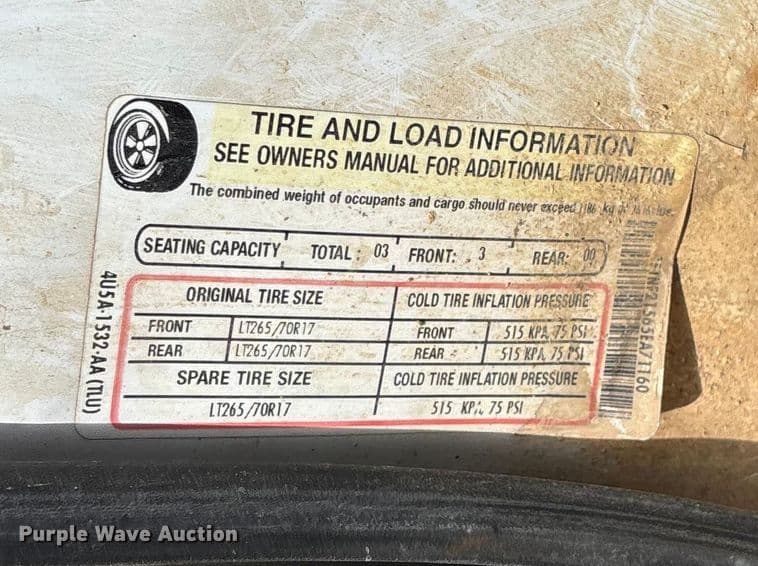 TIRE AND LOAD INFORMATION
SEE OWNERS MANUAL FOR ADDITIONAL INFORMATION
The combined weight of occupants and cargo should never exceed 1186 kg
SEATING CAPACITY TOTAL: 03 FRONT: 3 REAR: 00
ORIGINAL TIRE SIZE COLD TIRE INFLATION PRESSURE
FRONT LT265/70R17 FRONT 515 KPA, 75 PSI
REAR LT265/70R17 REAR 515 KPA, 75 PSI
SPARE TIRE SIZE COLD TIRE INFLATION PRESSURE
LT265/70R17 515 KPA, 75 PSI
4U5A-1532-AA (TLU)
Purple Wave Auction